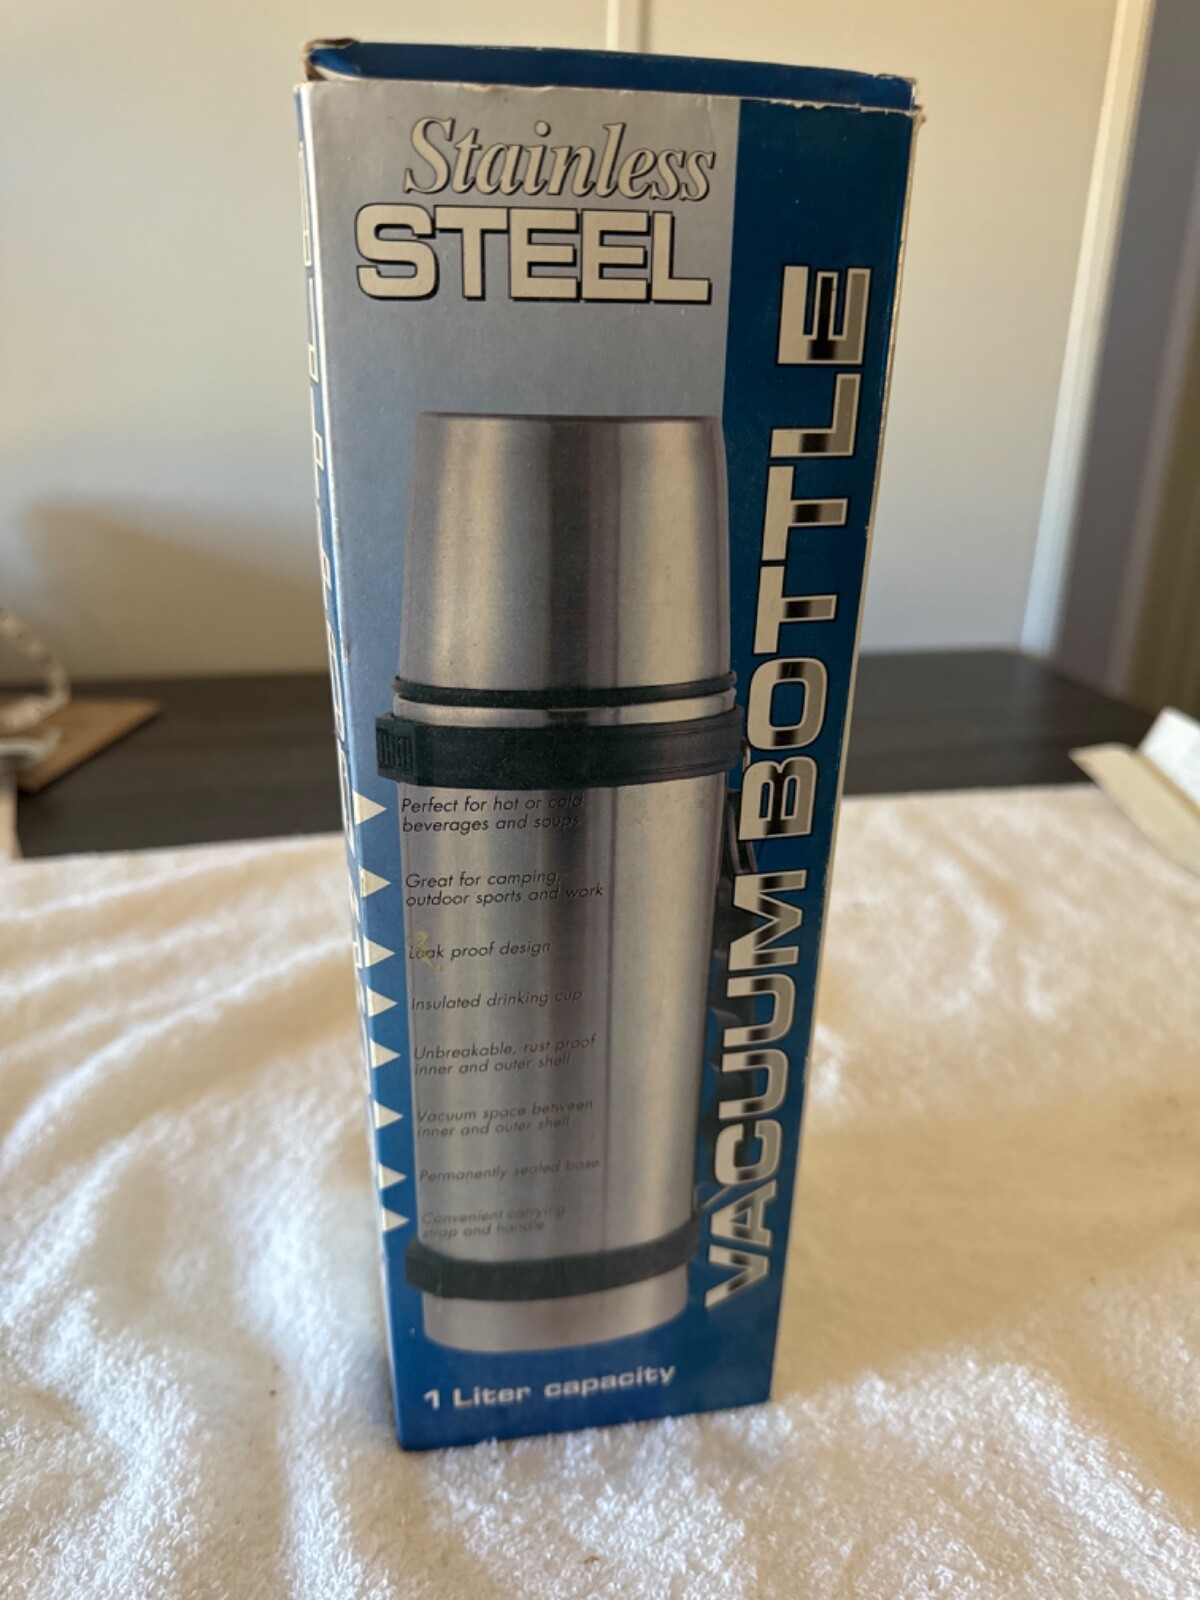 Stainless
STEEL
VACUUM BOTTLE
Perfect for hot or cold
beverages and soups
Great for camping,
outdoor sports and work
Leak proof design
Insulated drinking cup
Unbreakable, rust proof
inner and outer shell
Vacuum space between
inner and outer shell
Permanently sealed base
Convenient carrying
strap and handle
1 Liter capacity